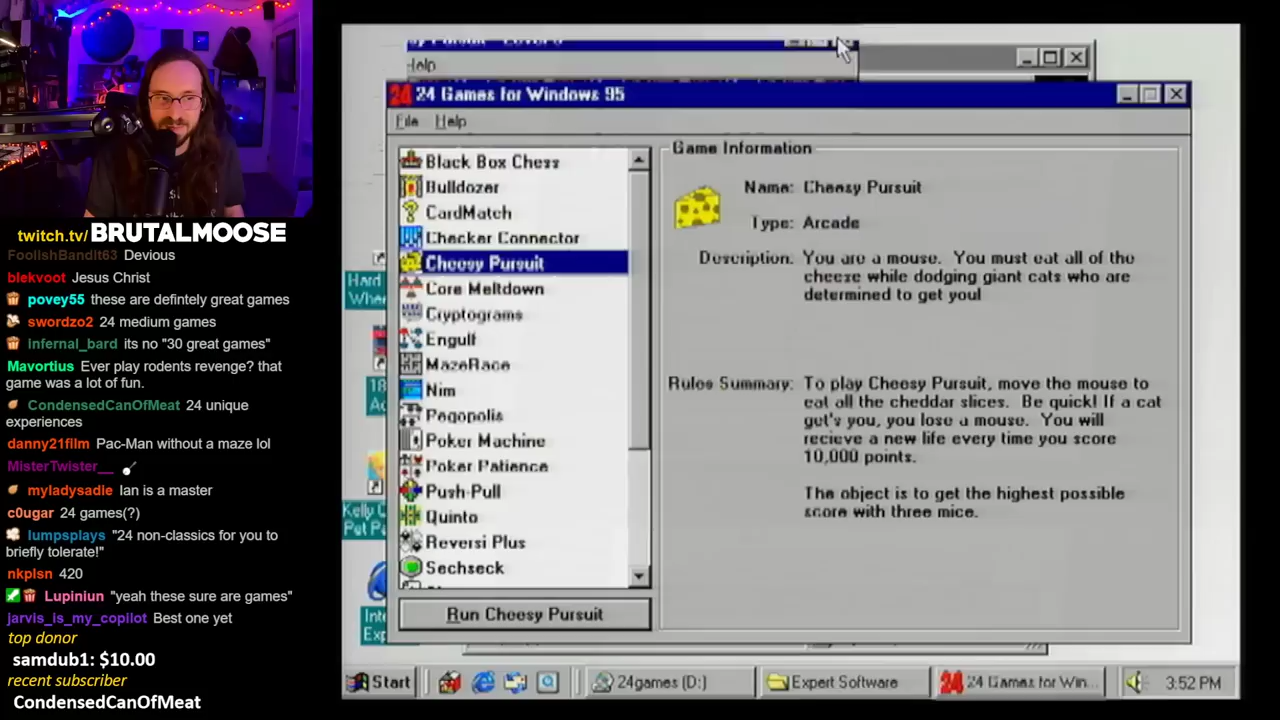 twitch.tv/BRUTALMOOSE
FoolishBandit63 Devious
blekvoot Jesus Christ
povey55 these are defintely great games
swordzo2 24 medium games
infernal_bard its no "30 great games"
Mavortius Ever play rodents revenge? that
game was a lot of fun.
CondensedCanOfMeat 24 unique
experiences
danny21film Pac-Man without a maze lol
MisterTwister__
myladysadie Ian is a master
c0ugar 24 games(?)
lumpsplays "24 non-classics for you to
briefly tolerate!"
nkplsn 420
Lupiniun "yeah these sure are games"
jarvis_is_my_copilot Best one yet
top donor
samdub1: $10.00
recent subscriber
CondensedCanOfMeat
Help
24 Games for Windows 95
File Help
Black Box Chess
Bulldozer
CardMatch
Checker Connector
Cheesy Pursuit
Core Meltdown
Cryptograms
Engulf
MazeRace
Nim
Pegopolis
Poker Machine
Poker Patience
Push-Pull
Quinto
Reversi Plus
Sechseck
Run Cheesy Pursuit
Game Information
Name: Cheesy Pursuit
Type: Arcade
Description: You are a mouse. You must eat all of the
cheese while dodging giant cats who are
determined to get you!
Rules Summary: To play Cheesy Pursuit, move the mouse to
eat all the cheddar slices. Be quick! If a cat
get's you, you lose a mouse. You will
recieve a new life every time you score
10,000 points.
The object is to get the highest possible
score with three mice.
Hard
Whe
Kelly C
Pet Pa
Inte
Exp
Start
24games (D:)
Expert Software
24 Games for Win...
3:52 PM